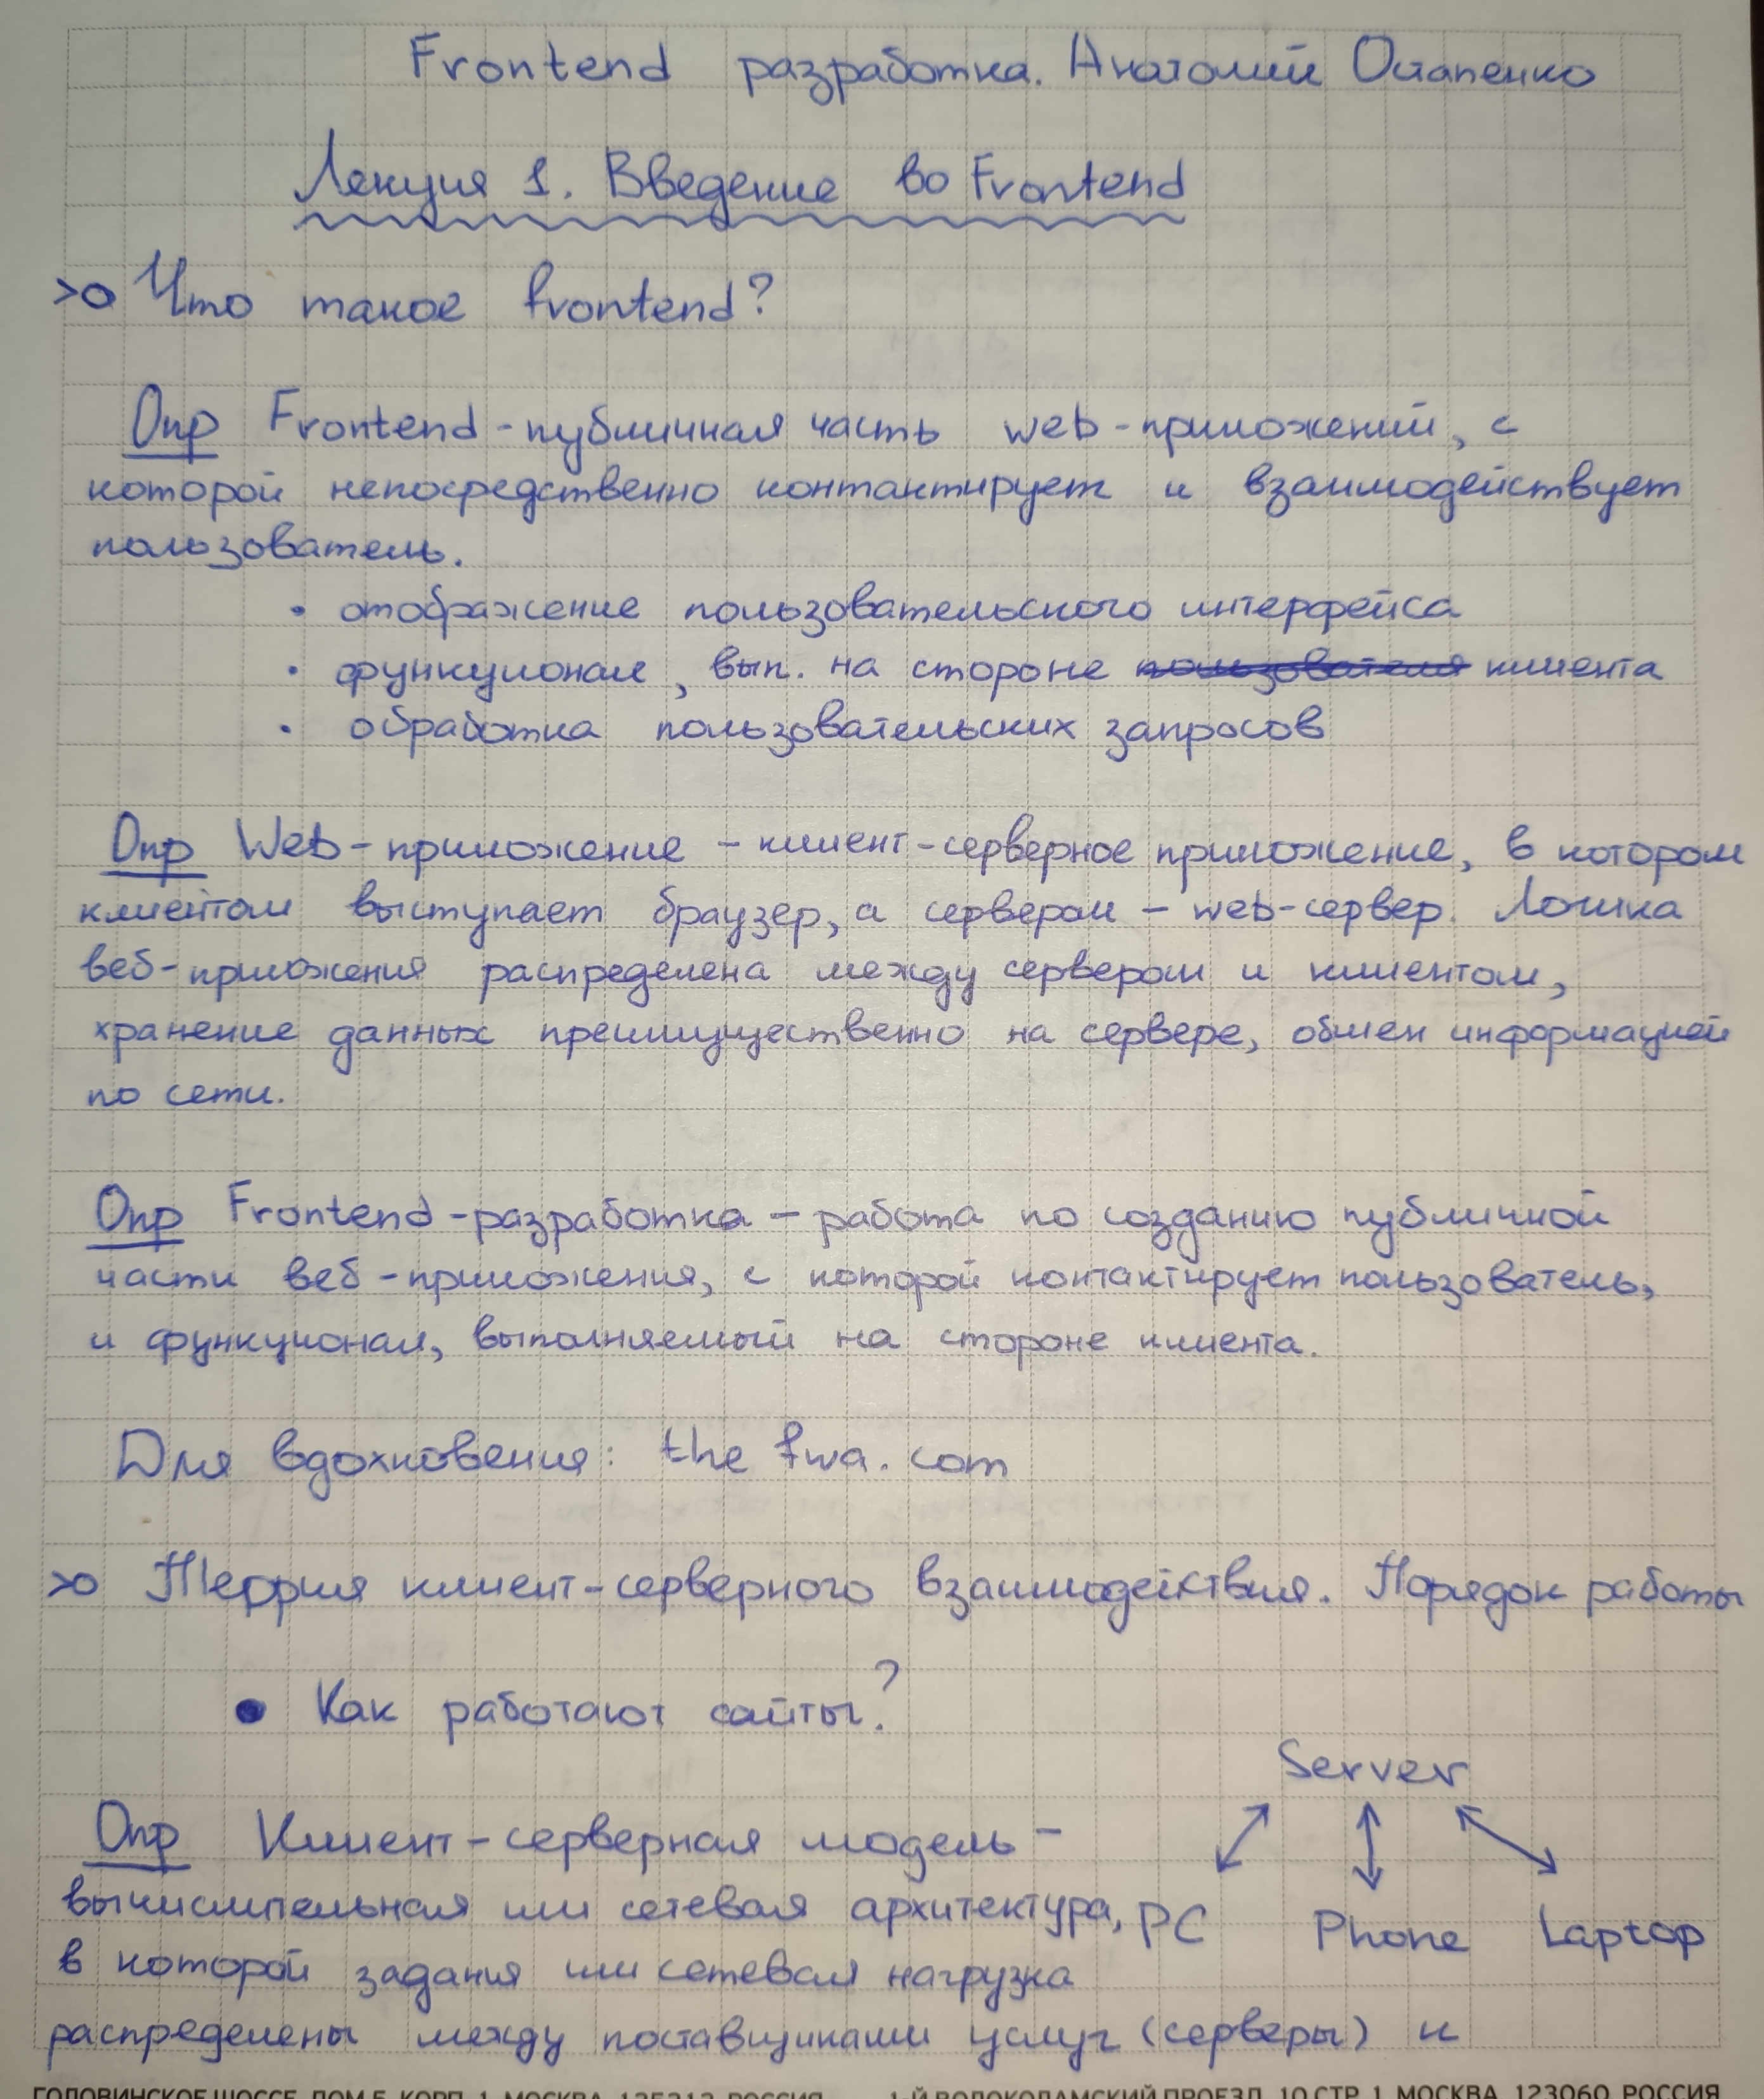 Frontend разработка. Анатолий Остапенко
Лекция 1. Введение во Frontend
>o Что такое frontend?
Опр Frontend - публичная часть web-приложений, с
которой непосредственно контактирует и взаимодействует
пользователь.
• отображение пользовательского интерфейса
• функционал, вып. на стороне пользователя клиента
• обработка пользовательских запросов
Опр Web-приложение - клиент-серверное приложение, в котором
клиентом выступает браузер, а сервером - web-сервер. Логика
веб-приложения распределена между сервером и клиентом,
хранение данных преимущественно на сервере, обмен информацией
по сети.
Опр Frontend-разработка - работа по созданию публичной
части веб-приложения, с которой контактирует пользователь,
и функционал, выполняемый на стороне клиента.
Для вдохновения: the fwa.com
>o Теория клиент-серверного взаимодействия. Порядок работы
• Как работают сайты?
Server
Опр Клиент-серверная модель -
вычислительная или сетевая архитектура,
PC Phone Laptop
в которой задания или сетевая нагрузка
распределены между поставщиками услуг (серверы) и
ГОЛОВИНСКОЕ ШОССЕ, ДОМ 5, КОРП. 1, МОСКВА, 125212, РОССИЯ 1-Й ВОЛОКОЛАМСКИЙ ПРОЕЗД, 10 СТР. 1, МОСКВА, 123060, РОССИЯ